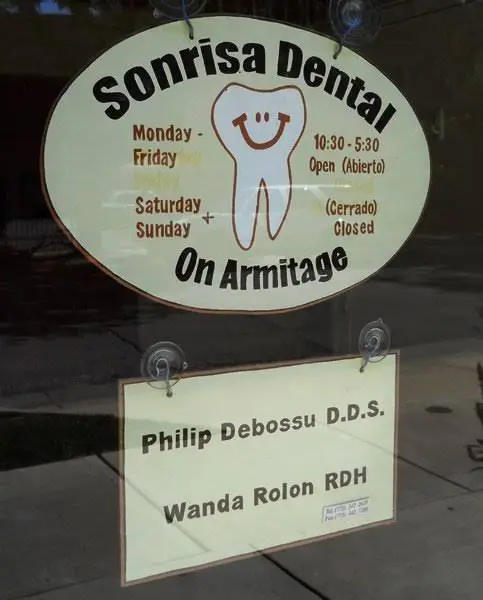 Sonrisa Dental
Monday -
Friday
10:30 - 5:30
Open (Abierto)
Saturday +
Sunday
(Cerrado)
Closed
On Armitage
Philip Debossu D.D.S.
Wanda Rolon RDH